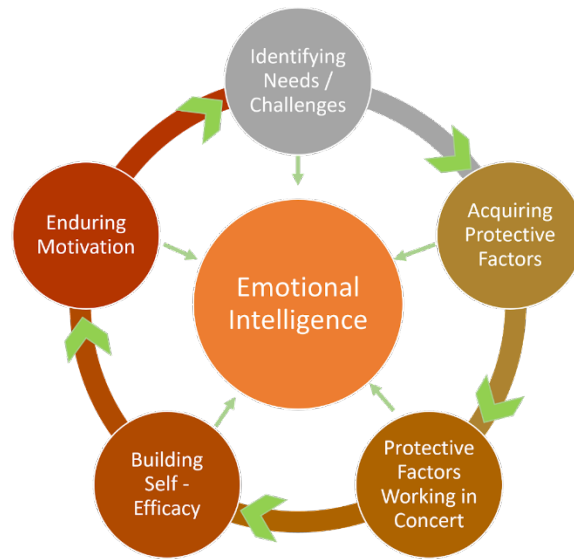 Identifying
Needs /
Challenges
Acquiring
Protective
Factors
Protective
Factors
Working in
Concert
Building
Self -
Efficacy
Enduring
Motivation
Emotional
Intelligence